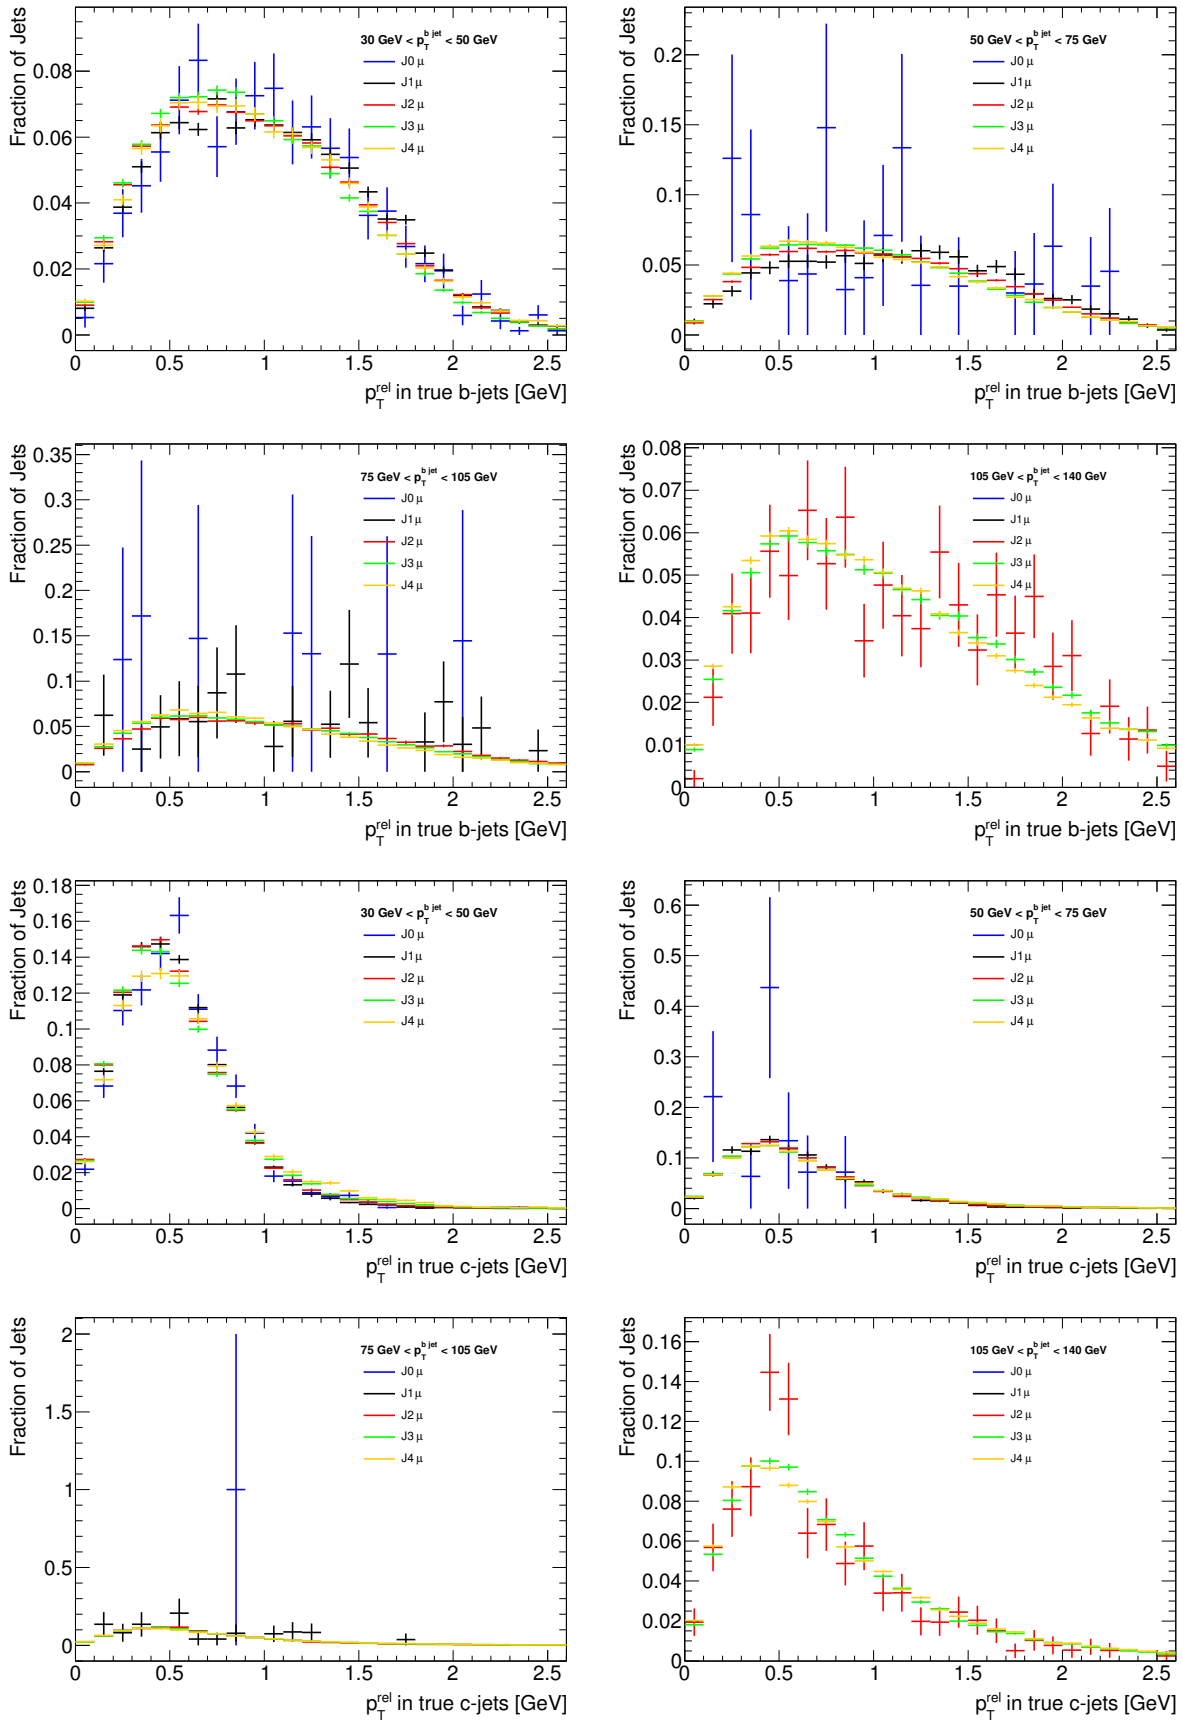 Fraction of Jets
30 GeV < p_T^{b jet} < 50 GeV
J0 μ
J1 μ
J2 μ
J3 μ
J4 μ
0.08
0.06
0.04
0.02
0
0 0.5 1 1.5 2 2.5
p_T^{rel} in true b-jets [GeV]
Fraction of Jets
50 GeV < p_T^{b jet} < 75 GeV
J0 μ
J1 μ
J2 μ
J3 μ
J4 μ
0.2
0.15
0.1
0.05
0
0 0.5 1 1.5 2 2.5
p_T^{rel} in true b-jets [GeV]
Fraction of Jets
75 GeV < p_T^{b jet} < 105 GeV
J0 μ
J1 μ
J2 μ
J3 μ
J4 μ
0.35
0.3
0.25
0.2
0.15
0.1
0.05
0
0 0.5 1 1.5 2 2.5
p_T^{rel} in true b-jets [GeV]
Fraction of Jets
105 GeV < p_T^{b jet} < 140 GeV
J0 μ
J1 μ
J2 μ
J3 μ
J4 μ
0.08
0.07
0.06
0.05
0.04
0.03
0.02
0.01
0
0 0.5 1 1.5 2 2.5
p_T^{rel} in true b-jets [GeV]
Fraction of Jets
30 GeV < p_T^{b jet} < 50 GeV
J0 μ
J1 μ
J2 μ
J3 μ
J4 μ
0.18
0.16
0.14
0.12
0.1
0.08
0.06
0.04
0.02
0
0 0.5 1 1.5 2 2.5
p_T^{rel} in true c-jets [GeV]
Fraction of Jets
50 GeV < p_T^{b jet} < 75 GeV
J0 μ
J1 μ
J2 μ
J3 μ
J4 μ
0.6
0.5
0.4
0.3
0.2
0.1
0
0 0.5 1 1.5 2 2.5
p_T^{rel} in true c-jets [GeV]
Fraction of Jets
75 GeV < p_T^{b jet} < 105 GeV
J0 μ
J1 μ
J2 μ
J3 μ
J4 μ
2
1.5
1
0.5
0
0 0.5 1 1.5 2 2.5
p_T^{rel} in true c-jets [GeV]
Fraction of Jets
105 GeV < p_T^{b jet} < 140 GeV
J0 μ
J1 μ
J2 μ
J3 μ
J4 μ
0.16
0.14
0.12
0.1
0.08
0.06
0.04
0.02
0
0 0.5 1 1.5 2 2.5
p_T^{rel} in true c-jets [GeV]